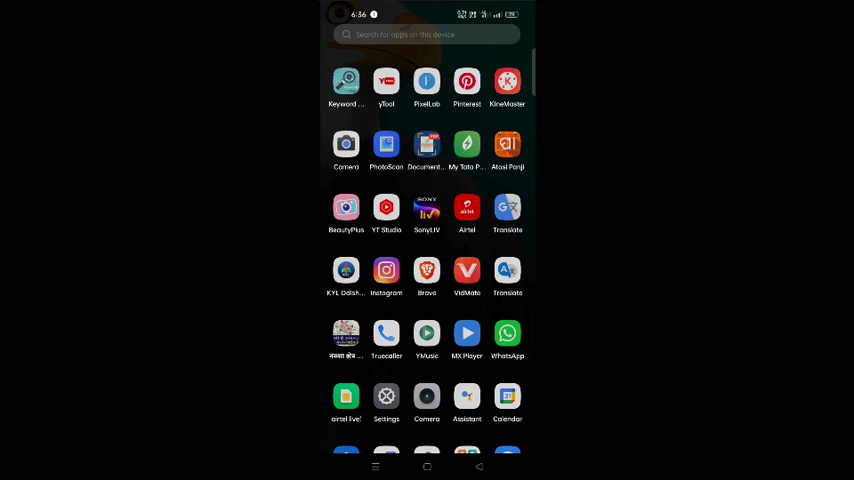 6:36
Search for apps on this device
Keyword ... yTool PixelLab Pinterest KineMaster
Camera PhotoScan Document... My Tata P... Atosi Panji
BeautyPlus YT Studio SonyLIV Airtel Translate
KYL Odish... Instagram Brave VidMate Translate
Truecaller YMusic MX Player WhatsApp
airtel live! Settings Camera Assistant Calendar